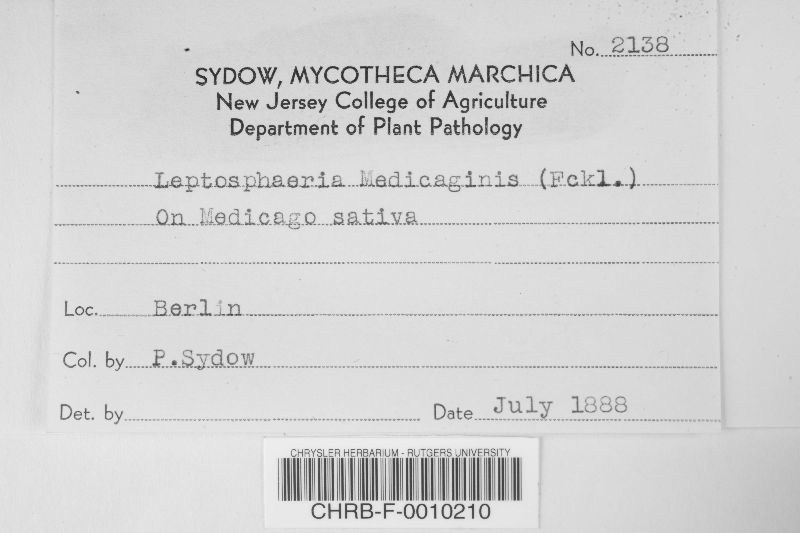 No. 2138
SYDOW, MYCOTHECA MARCHICA
New Jersey College of Agriculture
Department of Plant Pathology
Leptosphaeria Medicaginis (Fckl.)
On Medicago sativa
Loc. Berlin
Col. by P.Sydow
Det. by Date July 1888
CHRYSLER HERBARIUM - RUTGERS UNIVERSITY
CHRB-F-0010210